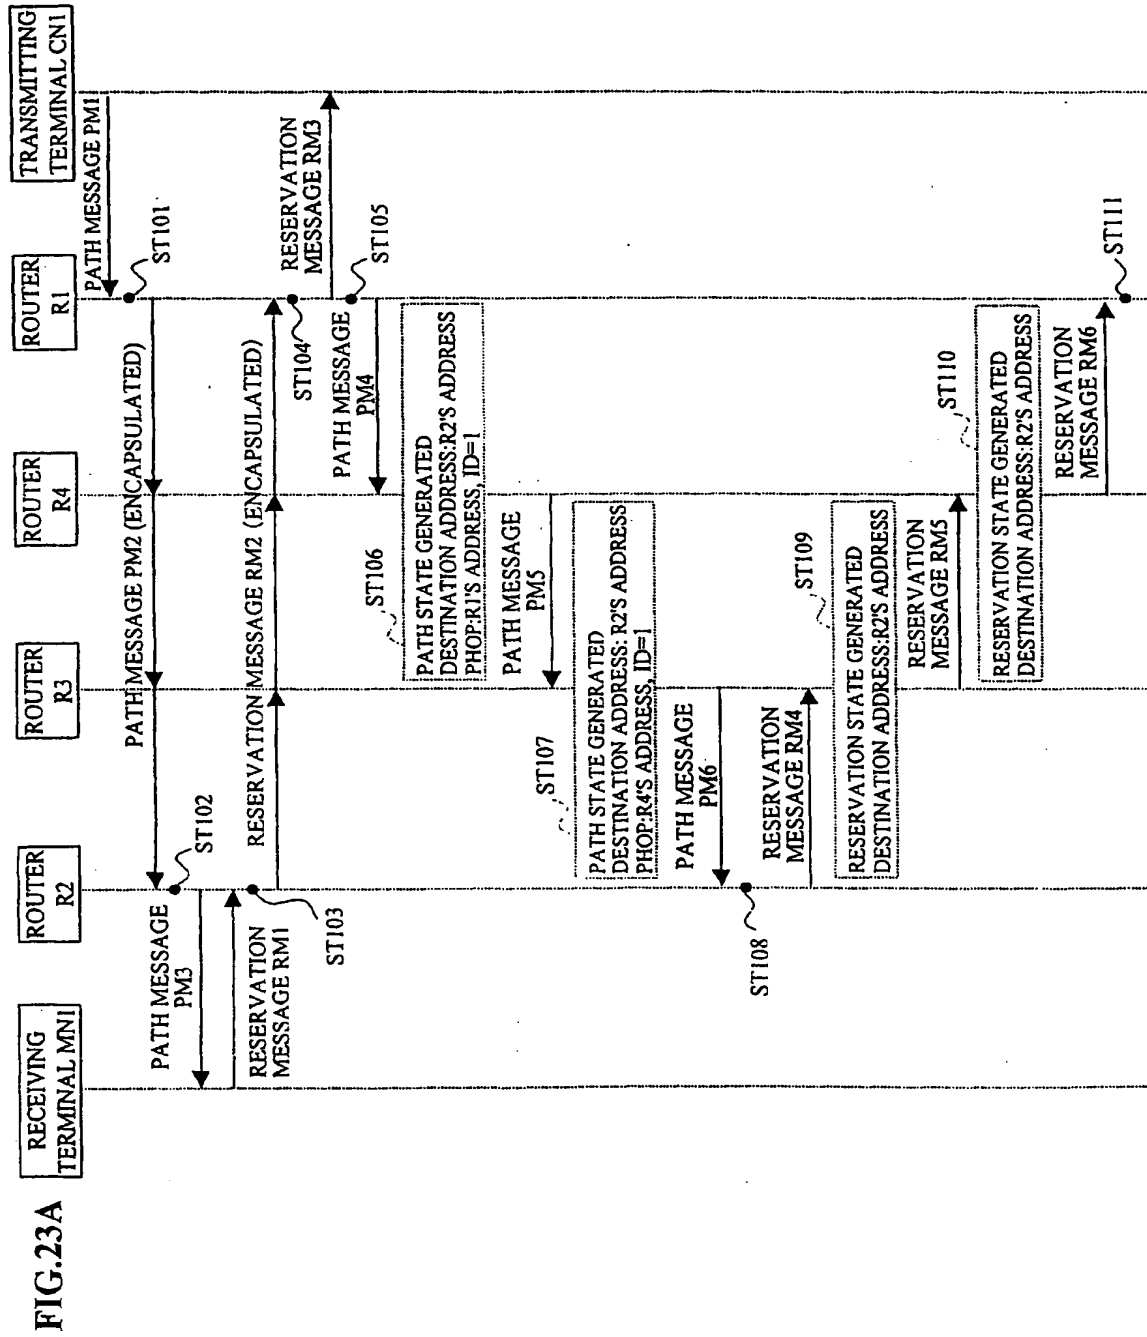 FIG.23A
RECEIVING
TERMINAL MN1
ROUTER
R2
ROUTER
R3
ROUTER
R4
ROUTER
R1
TRANSMITTING
TERMINAL CN1
PATH MESSAGE PM1
ST101
PATH MESSAGE PM2 (ENCAPSULATED)
ST102
PATH MESSAGE
PM3
RESERVATION
MESSAGE RM1
ST103
RESERVATION MESSAGE RM2 (ENCAPSULATED)
ST104
RESERVATION
MESSAGE RM3
ST105
PATH MESSAGE
PM4
ST106
PATH STATE GENERATED
DESTINATION ADDRESS:R2'S ADDRESS
PHOP:R1'S ADDRESS, ID=1
PATH MESSAGE
PM5
ST107
PATH STATE GENERATED
DESTINATION ADDRESS: R2'S ADDRESS
PHOP:R4'S ADDRESS, ID=1
PATH MESSAGE
PM6
ST108
RESERVATION
MESSAGE RM4
ST109
RESERVATION STATE GENERATED
DESTINATION ADDRESS:R2'S ADDRESS
RESERVATION
MESSAGE RM5
ST110
RESERVATION STATE GENERATED
DESTINATION ADDRESS:R2'S ADDRESS
RESERVATION
MESSAGE RM6
ST111